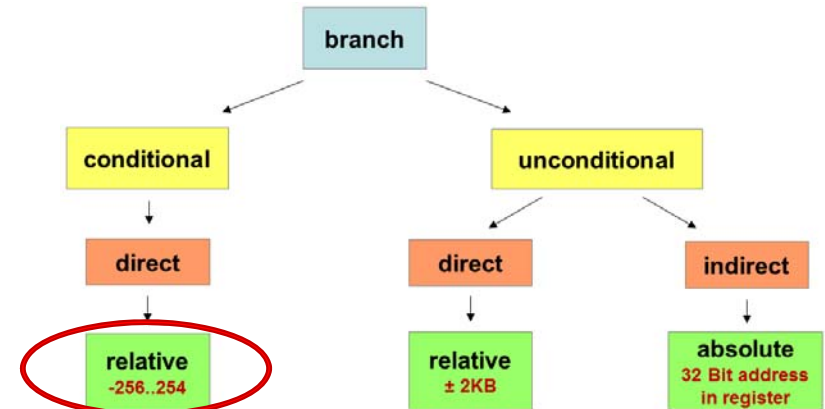 branch
conditional
unconditional
direct
direct
indirect
relative
-256..254
relative
± 2KB
absolute
32 Bit address
in register